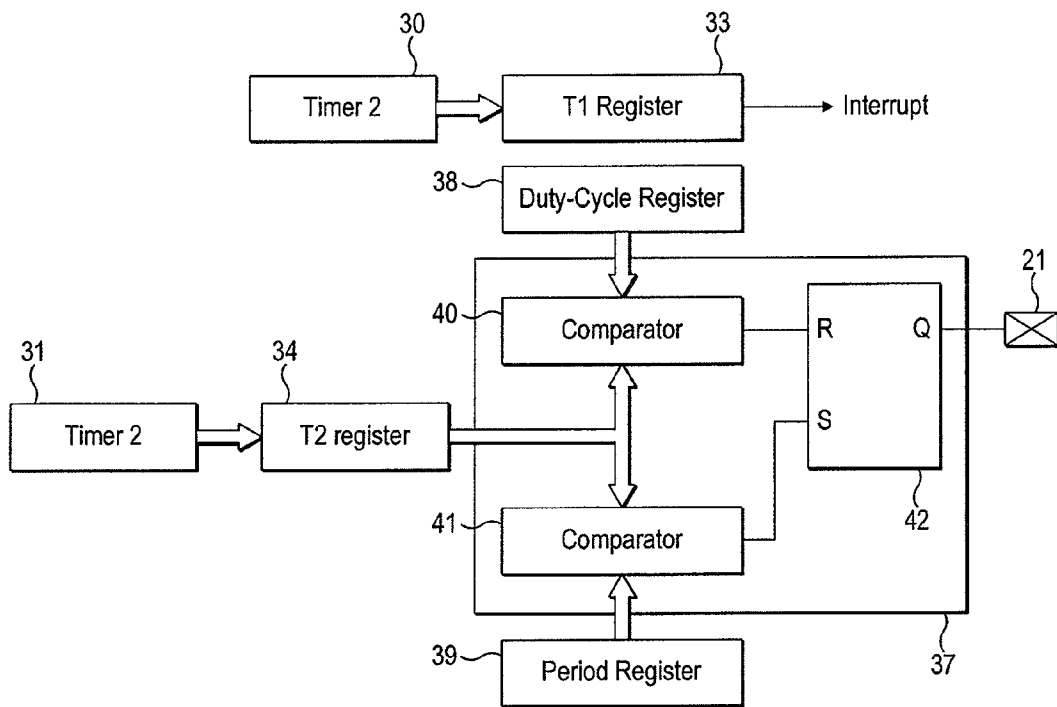 30
33
Timer 2
T1 Register
Interrupt
38
Duty-Cycle Register
21
40
Comparator
R
Q
31
34
Timer 2
T2 register
S
41
Comparator
42
39
Period Register
37